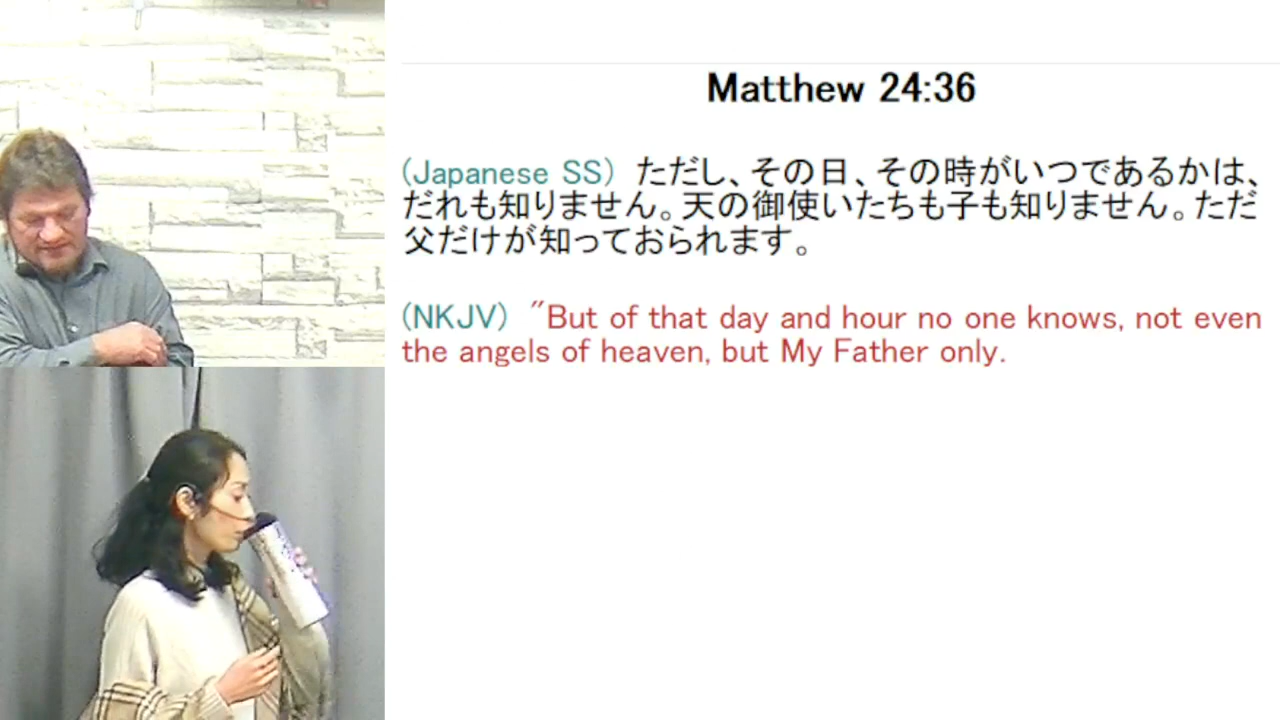 Matthew 24:36
(Japanese SS) ただし、その日、その時がいつであるかは、
だれも知りません。天の御使いたちも子も知りません。ただ
父だけが知っておられます。
(NKJV) "But of that day and hour no one knows, not even
the angels of heaven, but My Father only.